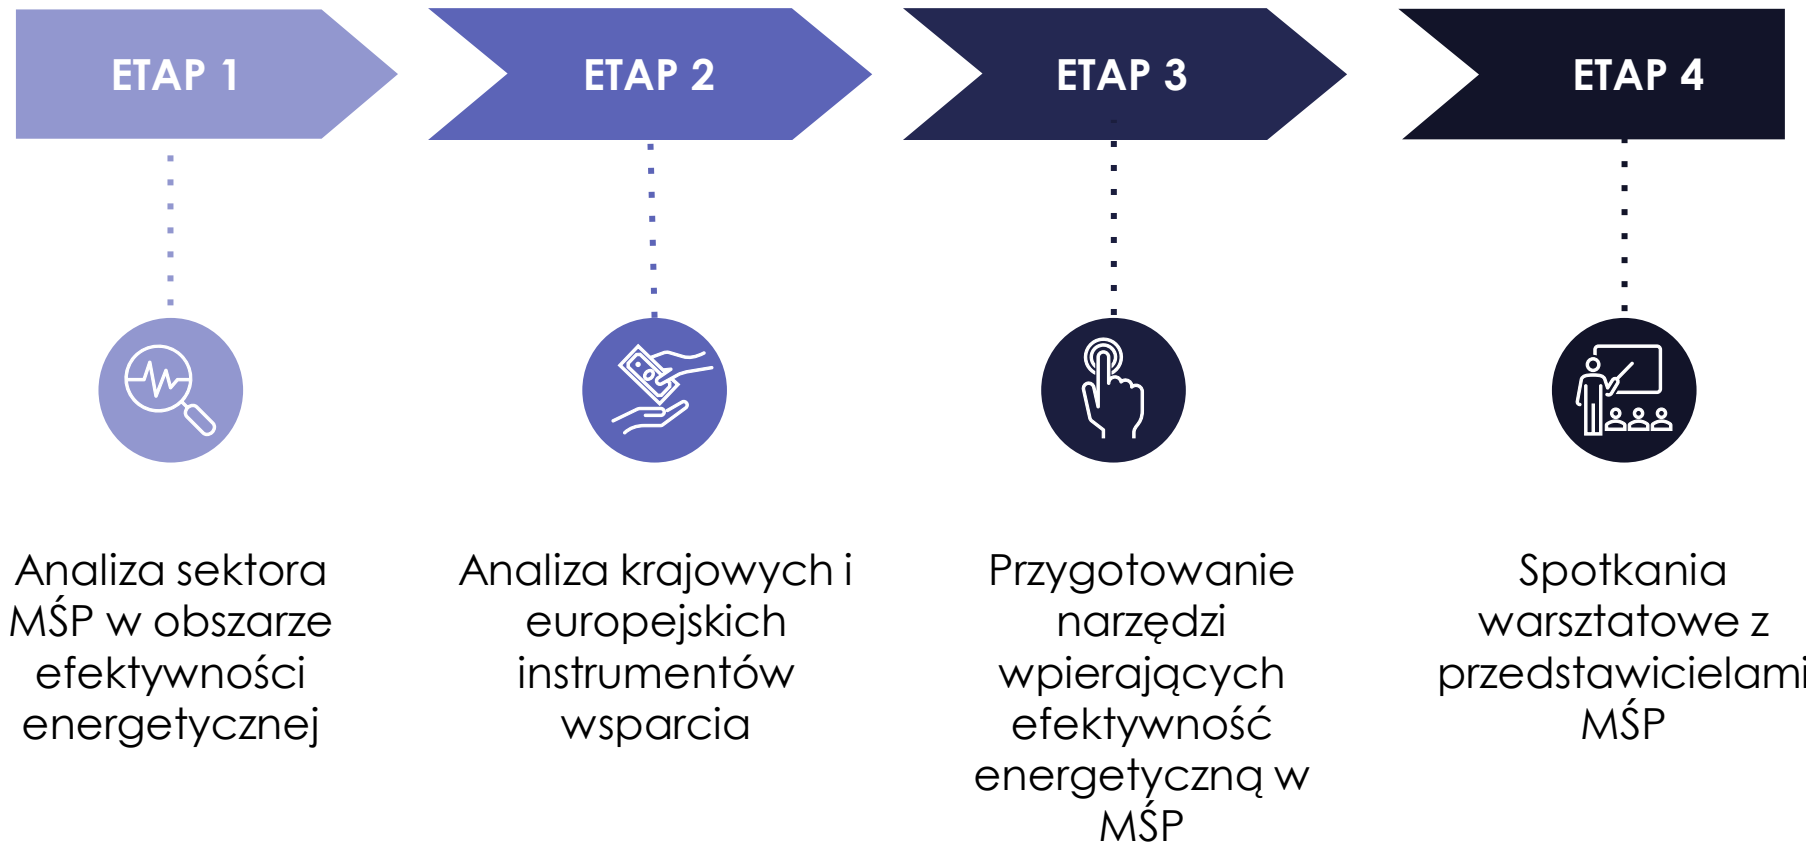 ETAP 1
ETAP 2
ETAP 3
ETAP 4
Analiza sektora
MŚP w obszarze
efektywności
energetycznej
Analiza krajowych i
europejskich
instrumentów
wsparcia
Przygotowanie
narzędzi
wpierających
efektywność
energetyczną w
MŚP
Spotkania
warsztatowe z
przedstawicielami
MŚP